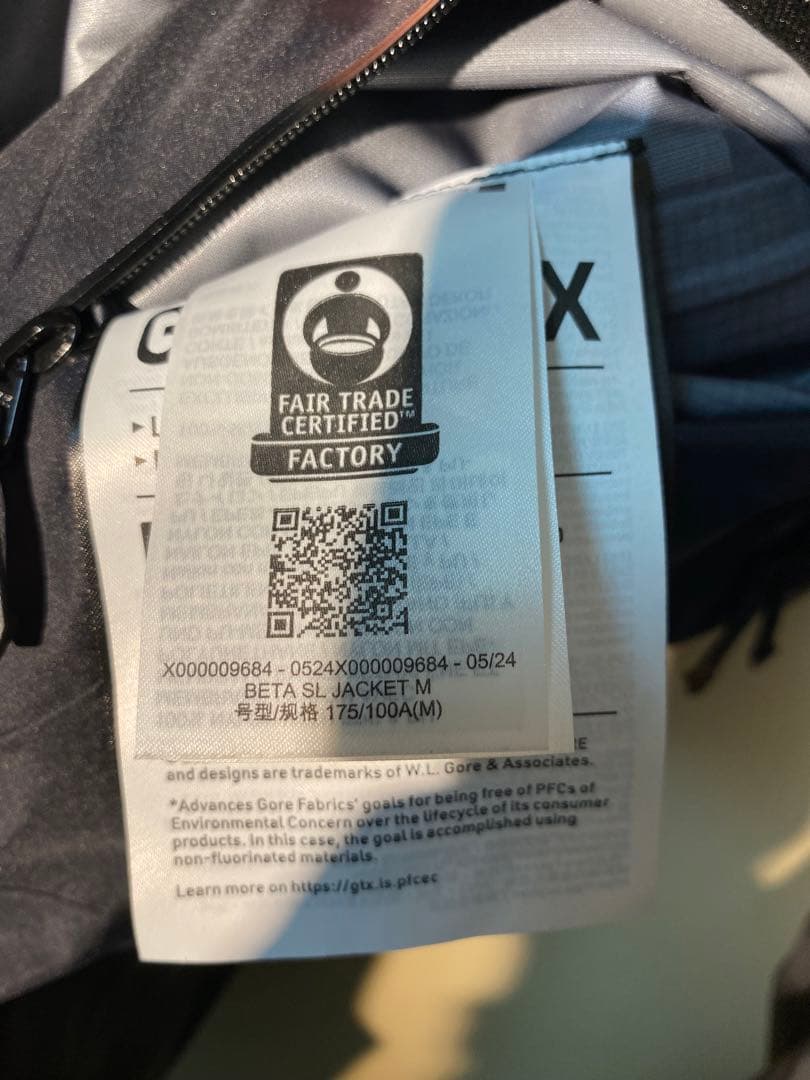 G
X
FAIR TRADE
CERTIFIED™
FACTORY
X000009684 - 0524X000009684 - 05/24
BETA SL JACKET M
号型/规格 175/100A(M)
and designs are trademarks of W.L. Gore & Associates.
*Advances Gore Fabrics' goals for being free of PFCs of
Environmental Concern over the lifecycle of its consumer
products. In this case, the goal is accomplished using
non-fluorinated materials.
Learn more on https://gtx.is.pfcec